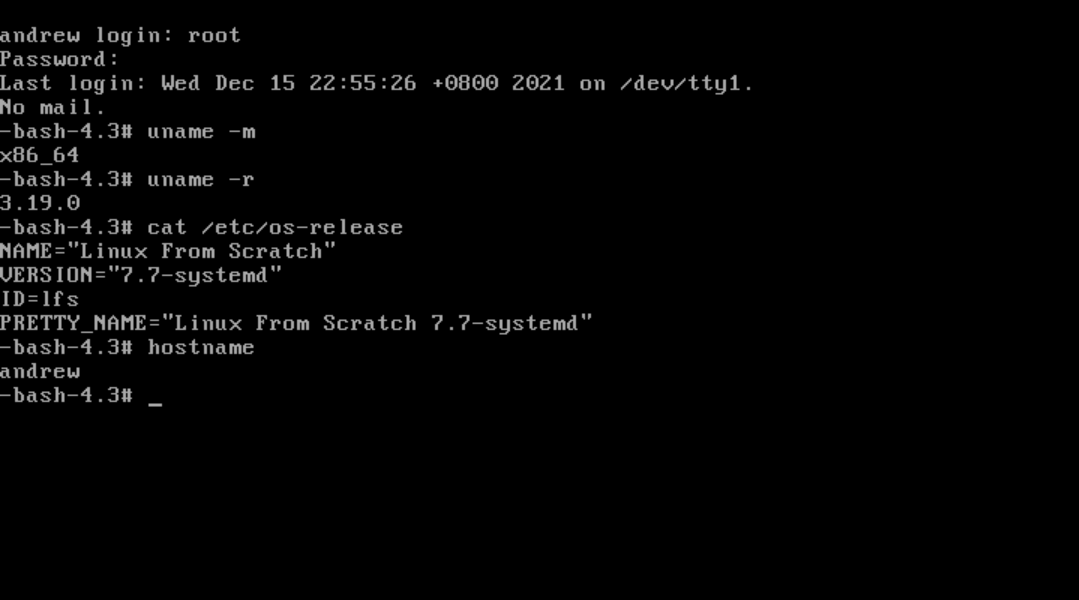 andrew login: root
Password:
Last login: Wed Dec 15 22:55:26 +0800 2021 on /dev/tty1.
No mail.
-bash-4.3# uname -m
x86_64
-bash-4.3# uname -r
3.19.0
-bash-4.3# cat /etc/os-release
NAME="Linux From Scratch"
VERSION="7.7-systemd"
ID=lfs
PRETTY_NAME="Linux From Scratch 7.7-systemd"
-bash-4.3# hostname
andrew
-bash-4.3# _